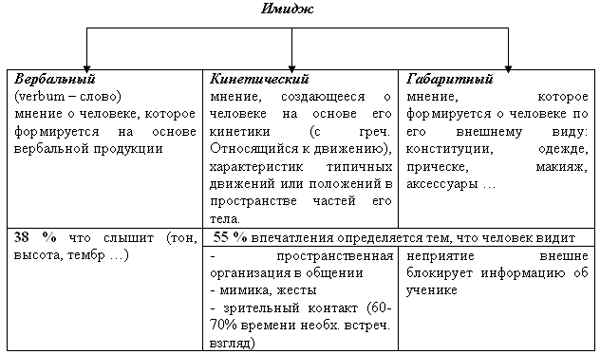 Имидж
Вербальный
(verbum – слово)
мнение о человеке, которое
формируется на основе
вербальной продукции
Кинетический
мнение, создающееся о
человеке на основе его
кинетики (с греч.
Относящийся к движению),
характеристик типичных
движений или положений в
пространстве частей его
тела.
Габаритный
мнение, которое
формируется о человеке по
его внешнему виду:
конституции, одежде,
прическе, макияж,
аксессуары …
38 % что слышит (тон,
высота, тембр …)
55 % впечатления определяется тем, что человек видит
- пространственная
организация в общении
- мимика, жесты
- зрительный контакт (60-
70% времени необх. встреч.
взгляд)
неприятие внешне
блокирует информацию об
ученике